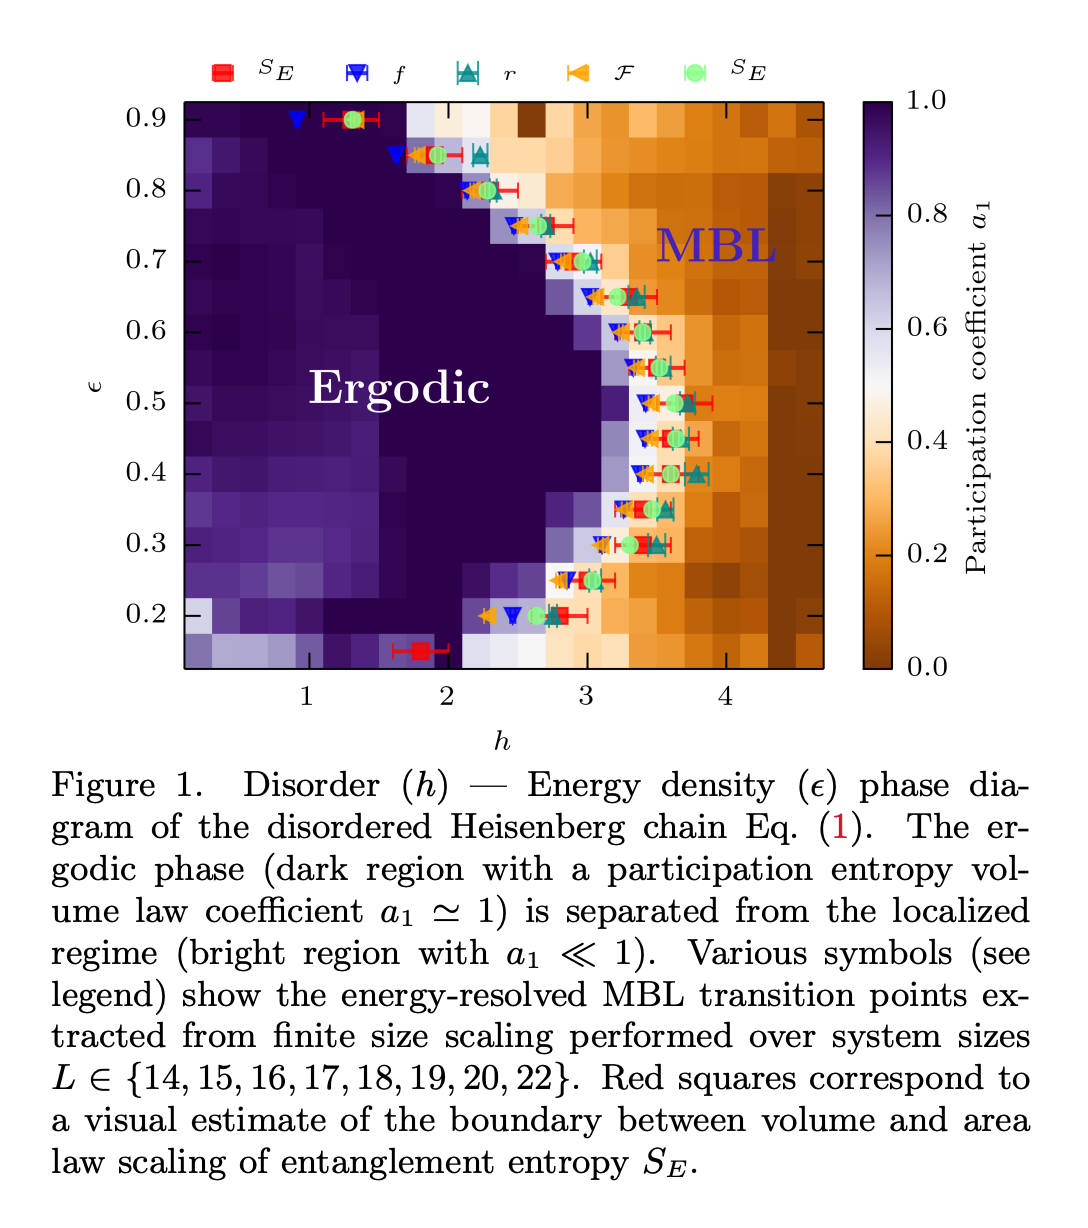 S_E f r ℱ S_E
0.9
0.8
0.7
0.6
0.5
0.4
0.3
0.2
ϵ
MBL
Ergodic
1 2 3 4
h
1.0
0.8
0.6
0.4
0.2
0.0
Participation coefficient a₁
Figure 1. Disorder (h) — Energy density (ϵ) phase dia-
gram of the disordered Heisenberg chain Eq. (1). The er-
godic phase (dark region with a participation entropy vol-
ume law coefficient a₁ ≃ 1) is separated from the localized
regime (bright region with a₁ ≪ 1). Various symbols (see
legend) show the energy-resolved MBL transition points ex-
tracted from finite size scaling performed over system sizes
L ∈ {14, 15, 16, 17, 18, 19, 20, 22}. Red squares correspond to
a visual estimate of the boundary between volume and area
law scaling of entanglement entropy S_E.